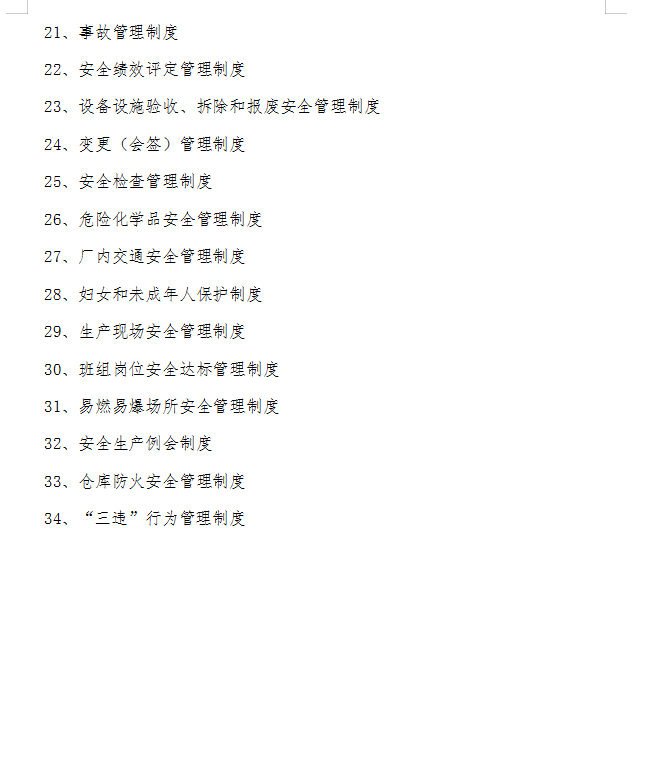 21、事故管理制度
22、安全绩效评定管理制度
23、设备设施验收、拆除和报废安全管理制度
24、变更（会签）管理制度
25、安全检查管理制度
26、危险化学品安全管理制度
27、厂内交通安全管理制度
28、妇女和未成年人保护制度
29、生产现场安全管理制度
30、班组岗位安全达标管理制度
31、易燃易爆场所安全管理制度
32、安全生产例会制度
33、仓库防火安全管理制度
34、“三违”行为管理制度